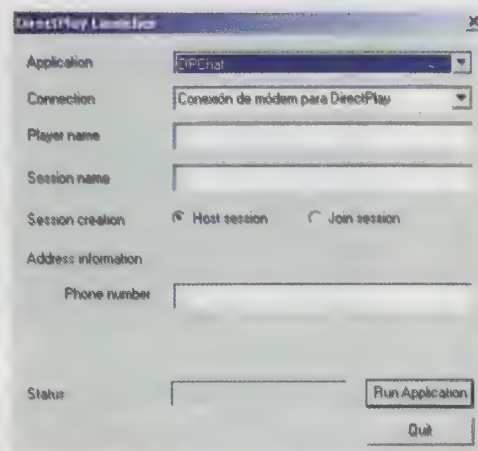 DirectPlay Launcher
Application DPChat
Connection Conexión de módem para DirectPlay
Player name
Session name
Session creation Host session Join session
Address information
Phone number
Status Run Application
Quit